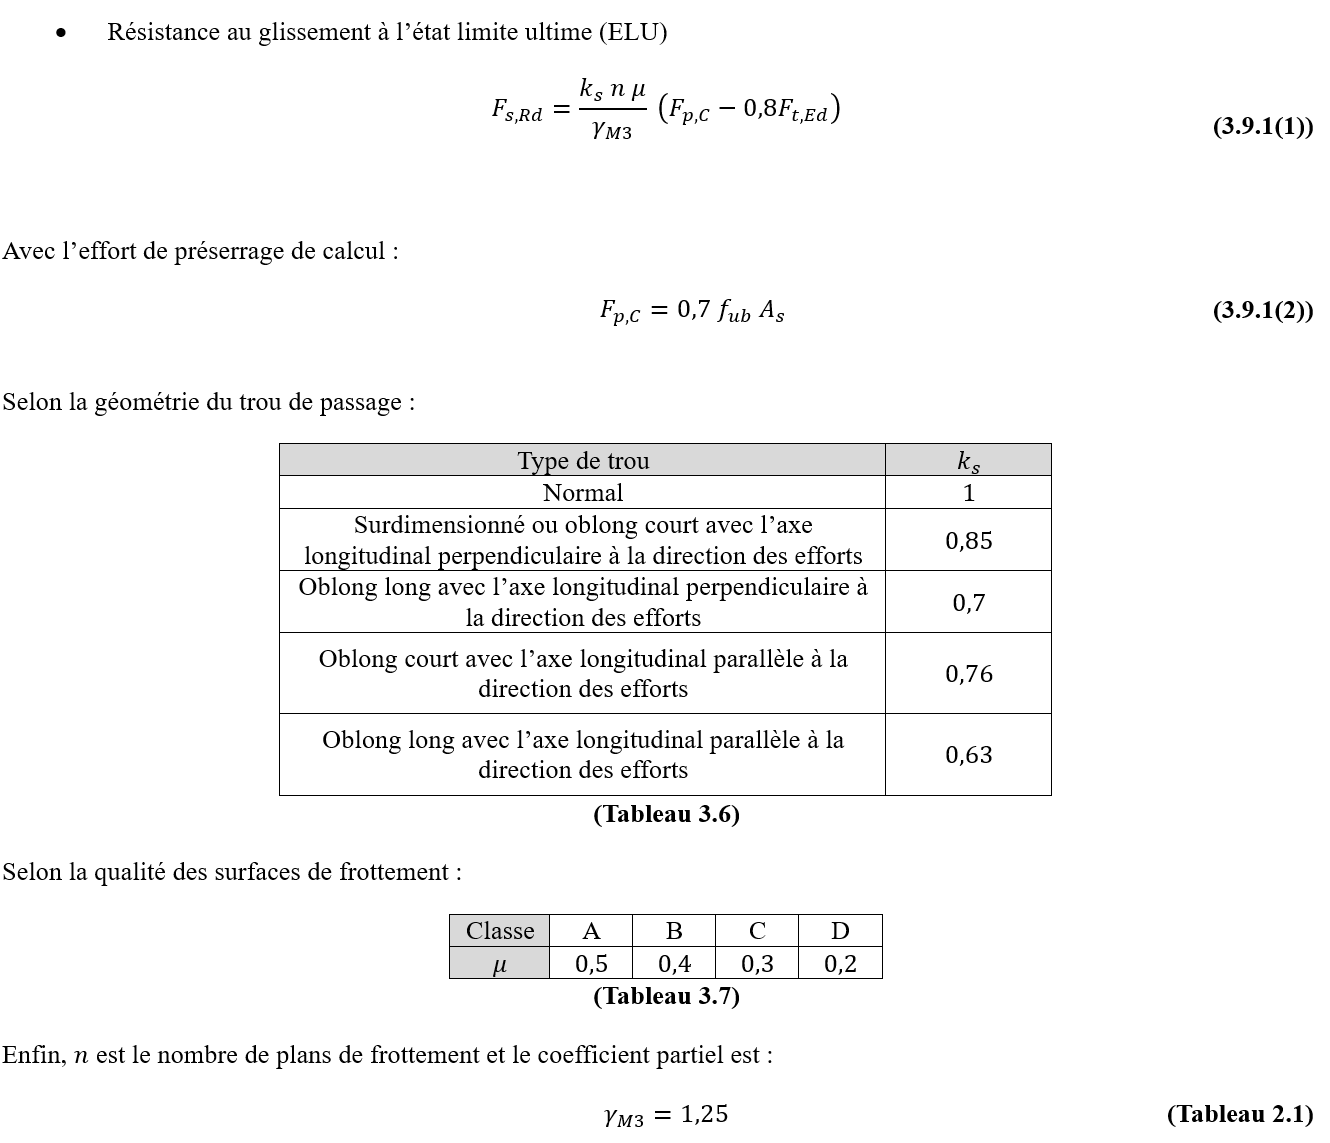 • Résistance au glissement à l’état limite ultime (ELU)
F_{s,Rd} = \frac{k_s n μ}{γ_{M3}} (F_{p,C} − 0,8F_{t,Ed})
(3.9.1(1))
Avec l’effort de préserrage de calcul :
F_{p,C} = 0,7 f_{ub} A_s
(3.9.1(2))
Selon la géométrie du trou de passage :
Type de trou k_s
Normal 1
Surdimensionné ou oblong court avec l’axe
longitudinal perpendiculaire à la direction des efforts
0,85
Oblong long avec l’axe longitudinal perpendiculaire à
la direction des efforts
0,7
Oblong court avec l’axe longitudinal parallèle à la
direction des efforts
0,76
Oblong long avec l’axe longitudinal parallèle à la
direction des efforts
0,63
(Tableau 3.6)
Selon la qualité des surfaces de frottement :
Classe A B C D
μ 0,5 0,4 0,3 0,2
(Tableau 3.7)
Enfin, n est le nombre de plans de frottement et le coefficient partiel est :
γ_{M3} = 1,25
(Tableau 2.1)